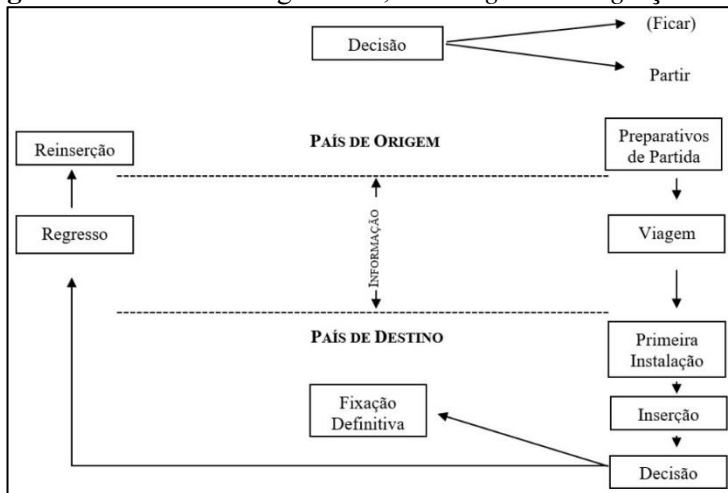 (Ficar)
Decisão
Partir
PAÍS DE ORIGEM
Preparativos
de Partida
Reinserção
Regresso
INFORMAÇÃO
Viagem
PAÍS DE DESTINO
Primeira
Instalação
Fixação
Definitiva
Inserção
Decisão